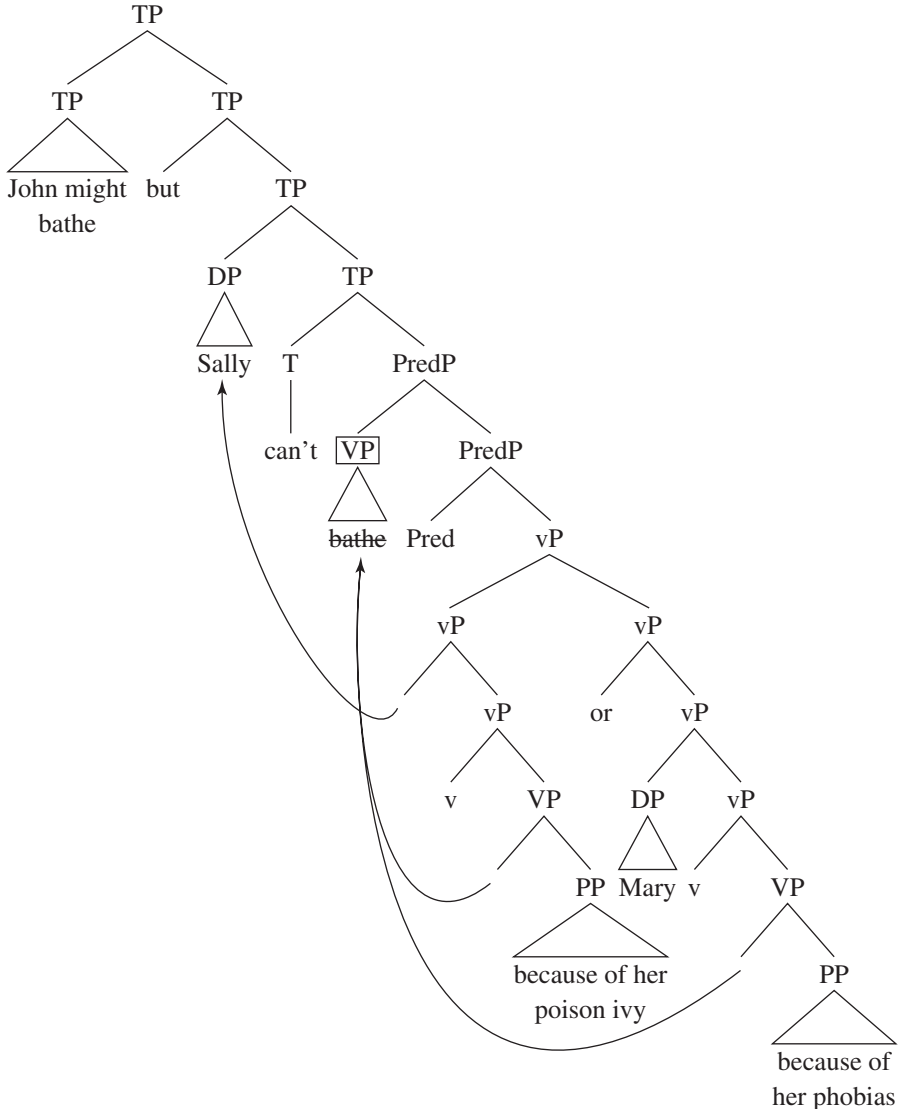 TP
TP TP
John might but TP
bathe
DP TP
Sally T PredP
can't VP PredP
bathe Pred vP
vP vP
vP or vP
v VP DP vP
PP Mary v VP
because of her PP
poison ivy
because of
her phobias